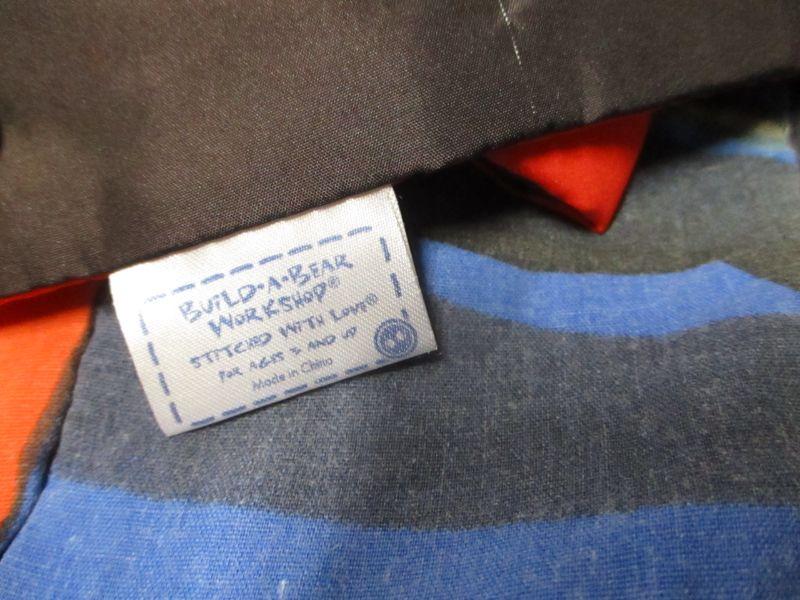 BUILD-A-BEAR
WORKSHOP®
STITCHED WITH LOVE®
FOR AGES 3 AND UP
Made in China